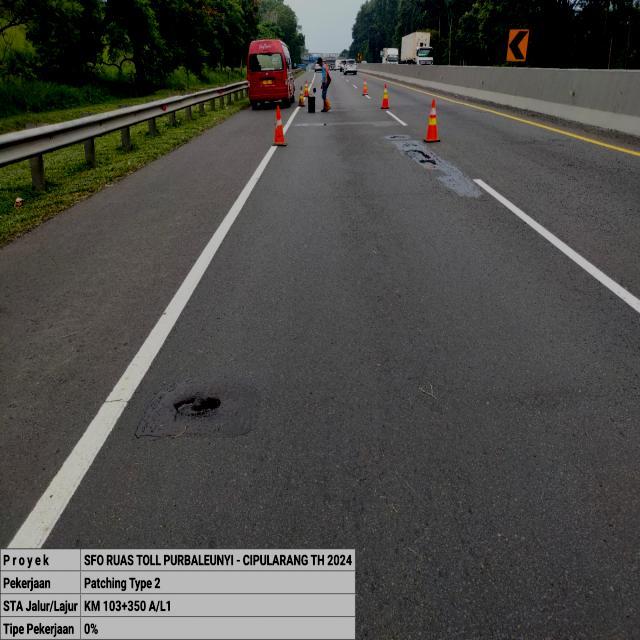 Proyek SFO RUAS TOLL PURBALEUNYI - CIPULARANG TH 2024
Pekerjaan Patching Type 2
STA Jalur/Lajur KM 103+350 A/L1
Tipe Pekerjaan 0%